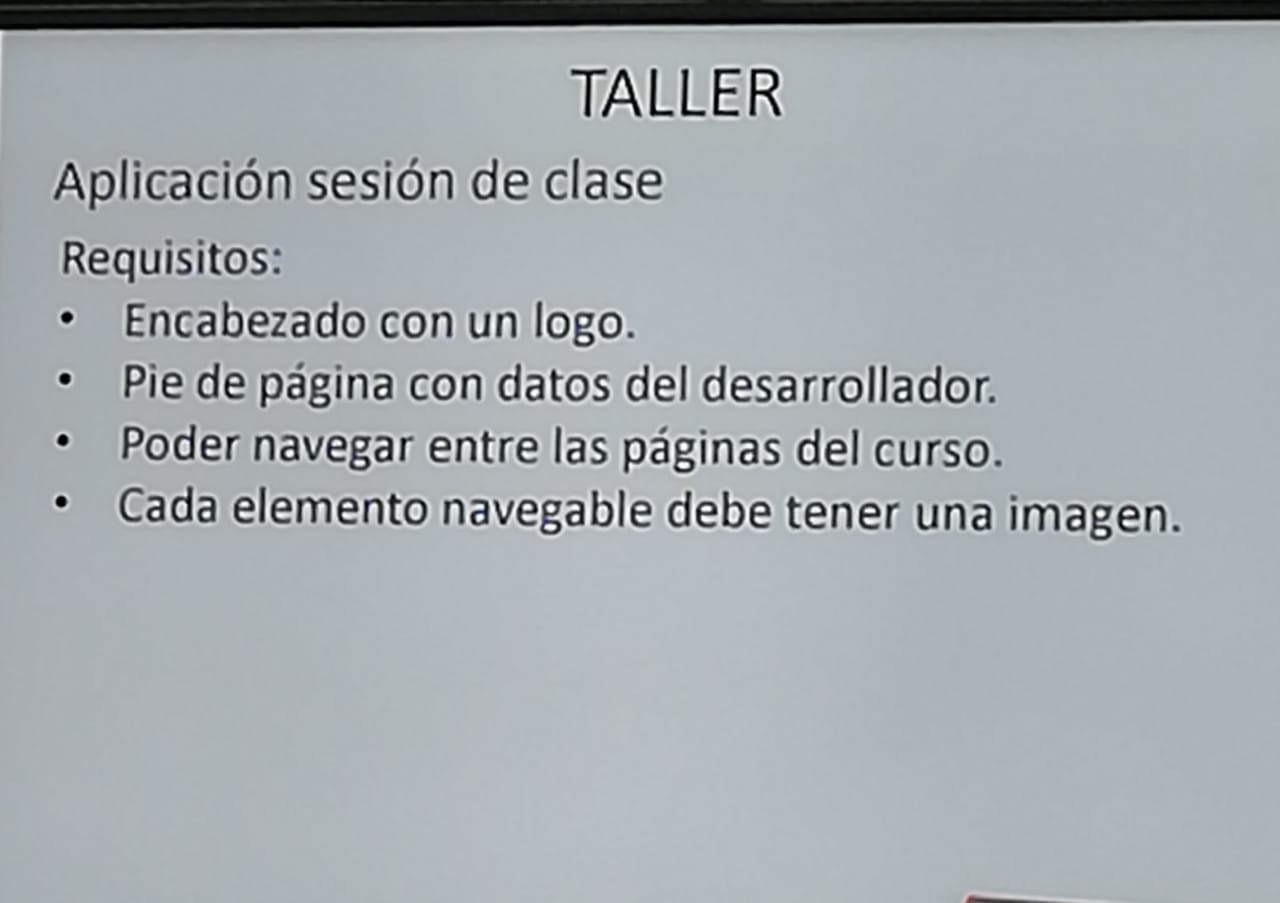 TALLER
Aplicación sesión de clase
Requisitos:
• Encabezado con un logo.
• Pie de página con datos del desarrollador.
• Poder navegar entre las páginas del curso.
• Cada elemento navegable debe tener una imagen.